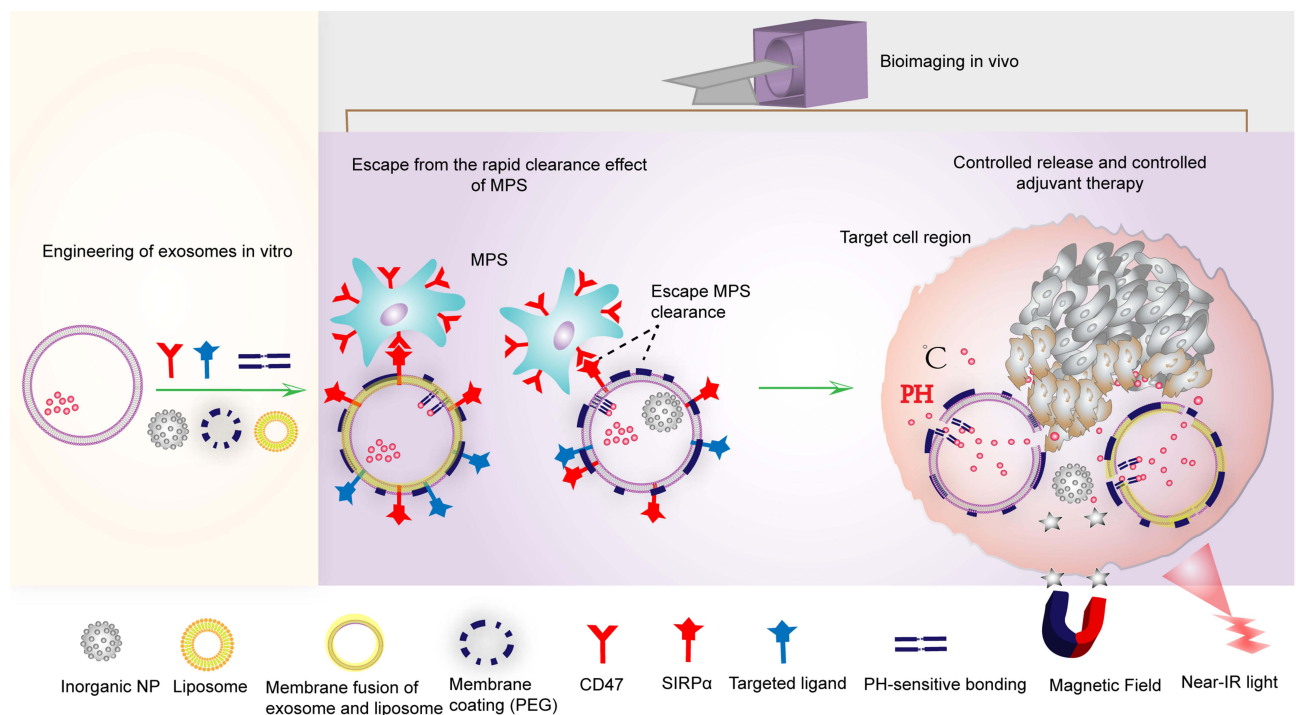 Bioimaging in vivo
Escape from the rapid clearance effect
of MPS
Controlled release and controlled
adjuvant therapy
Engineering of exosomes in vitro
MPS
Escape MPS
clearance
Target cell region
°C
PH
Inorganic NP
Liposome
Membrane fusion of
exosome and liposome
Membrane
coating (PEG)
CD47
SIRPα
Targeted ligand
PH-sensitive bonding
Magnetic Field
Near-IR light